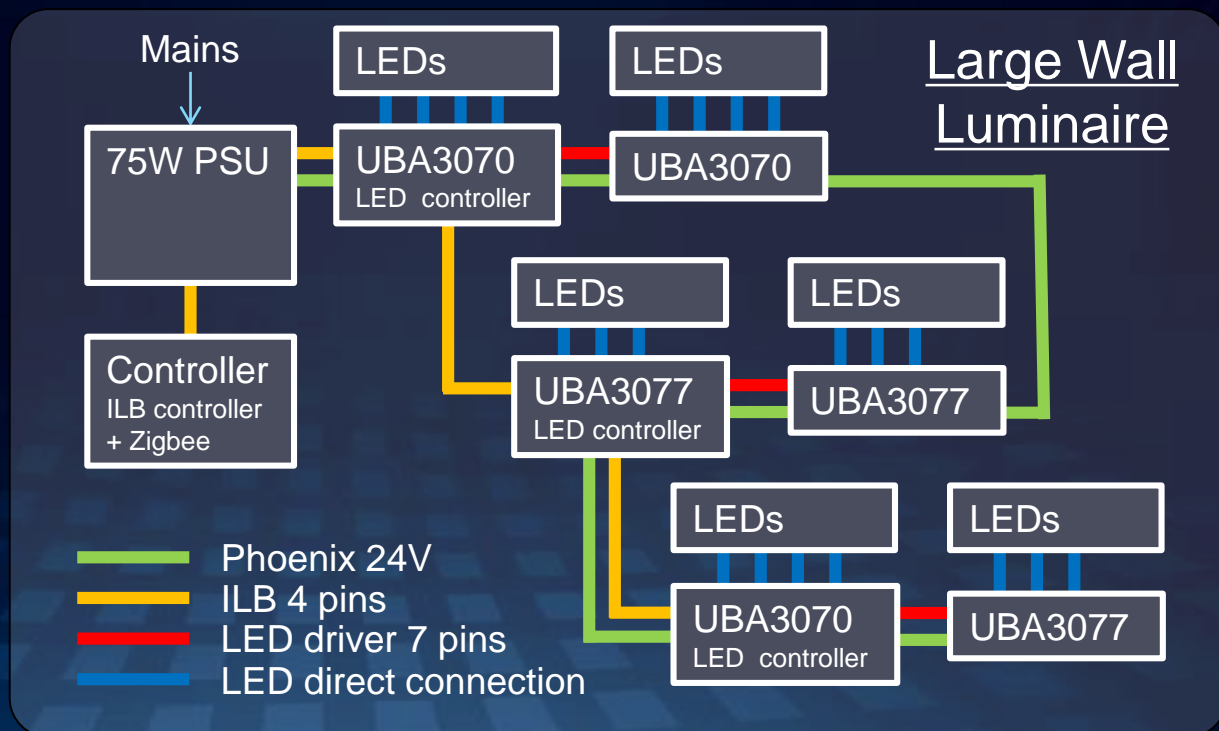 Large Wall
Luminaire
Mains
LEDs
LEDs
75W PSU
UBA3070
LED controller
UBA3070
LEDs
LEDs
Controller
ILB controller
+ Zigbee
UBA3077
LED controller
UBA3077
LEDs
LEDs
UBA3070
LED controller
UBA3077
Phoenix 24V
ILB 4 pins
LED driver 7 pins
LED direct connection